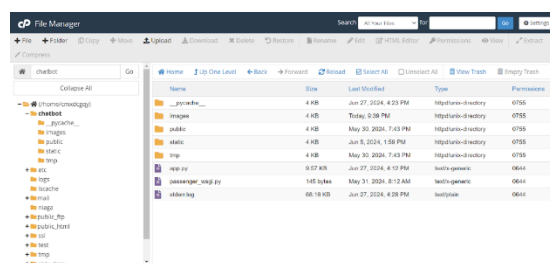 cP File Manager Search All Your Files for Go Settings
+ File + Folder Copy Move Upload Download Delete Restore Rename Edit HTML Editor Permissions View Extract
Compress
chatbot Go Home Up One Level Back Forward Reload Select All Unselect All View Trash Empty Trash
Collapse All Name Size Last Modified Type Permissions
__pycache__ 4 KB Jun 27, 2024, 4:23 PM httpd/unix-directory 0755
chatbot
images 4 KB Today, 9:39 PM httpd/unix-directory 0755
__pycache__
images
public 4 KB May 30, 2024, 7:43 PM httpd/unix-directory 0755
public
static 4 KB Jun 5, 2024, 1:58 PM httpd/unix-directory 0755
static
tmp 4 KB May 30, 2024, 7:43 PM httpd/unix-directory 0755
tmp
etc
app.py 9.57 KB Jun 27, 2024, 4:12 PM text/x-generic 0644
logs
passenger_wsgi.py 145 bytes May 31, 2024, 8:12 AM text/x-generic 0644
lscache
mail
stderr.log 68.16 KB Jun 27, 2024, 4:28 PM text/plain 0644
niaga
public_ftp
public_html
ssl
test
tmp